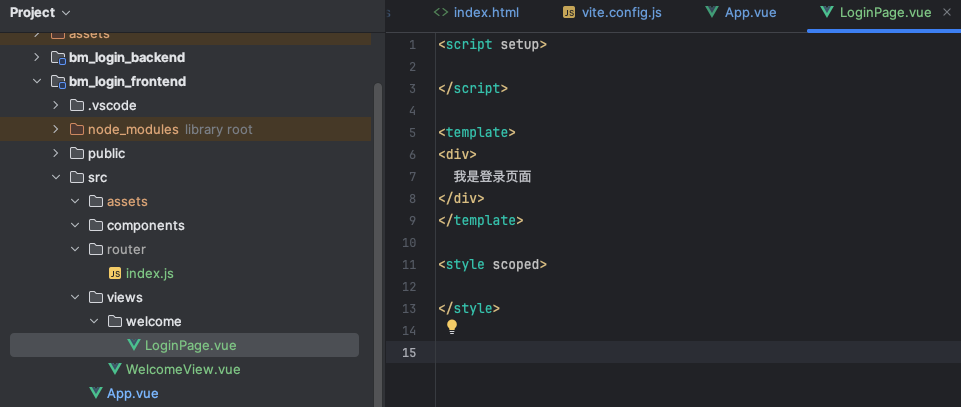 Project
assets
bm_login_backend
bm_login_frontend
.vscode
node_modules library root
public
src
assets
components
router
JS index.js
views
welcome
LoginPage.vue
WelcomeView.vue
App.vue
s <> index.html JS vite.config.js App.vue LoginPage.vue ×
1 <script setup>
2
3 </script>
4
5 <template>
6 <div>
7 我是登录页面
8 </div>
9 </template>
10
11 <style scoped>
12
13 </style>
14
15